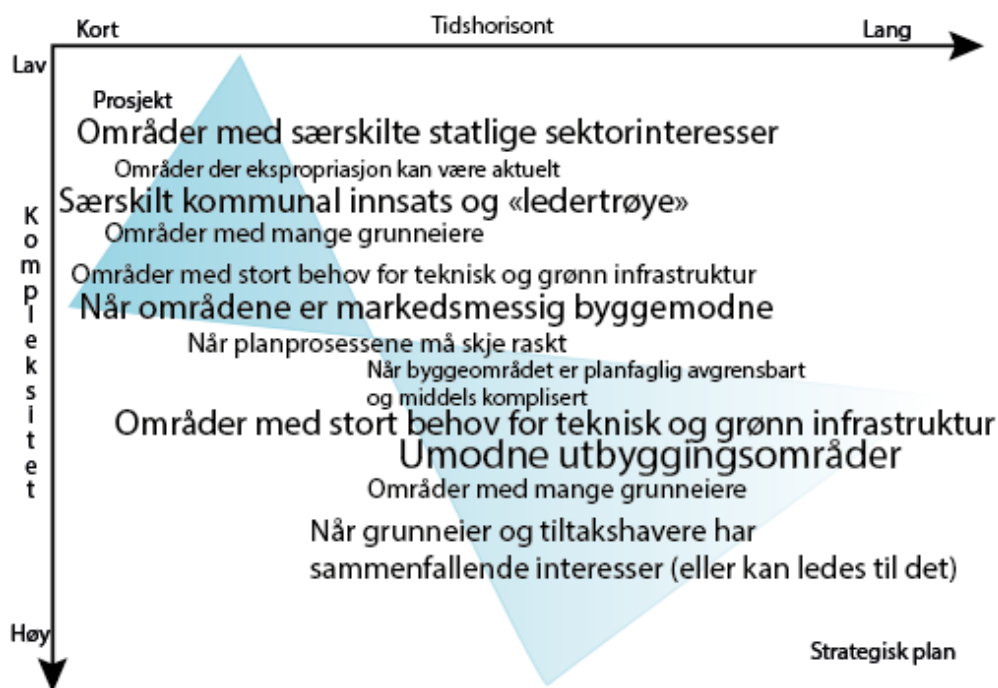 Kort
Tidshorisont
Lang
Lav
Prosjekt
Områder med særskilte statlige sektorinteresser
Områder der ekspropriasjon kan være aktuelt
Særskilt kommunal innsats og «ledertrøye»
Områder med mange grunneiere
Områder med stort behov for teknisk og grønn infrastruktur
Når områdene er markedsmessig byggemodne
Når planprosessene må skje raskt
Når byggeområdet er planfaglig avgrensbart
og middels komplisert
Områder med stort behov for teknisk og grønn infrastruktur
Umodne utbyggingsområder
Områder med mange grunneiere
Når grunneier og tiltakshavere har
sammenfallende interesser (eller kan ledes til det)
Kompleksitet
Høy
Strategisk plan